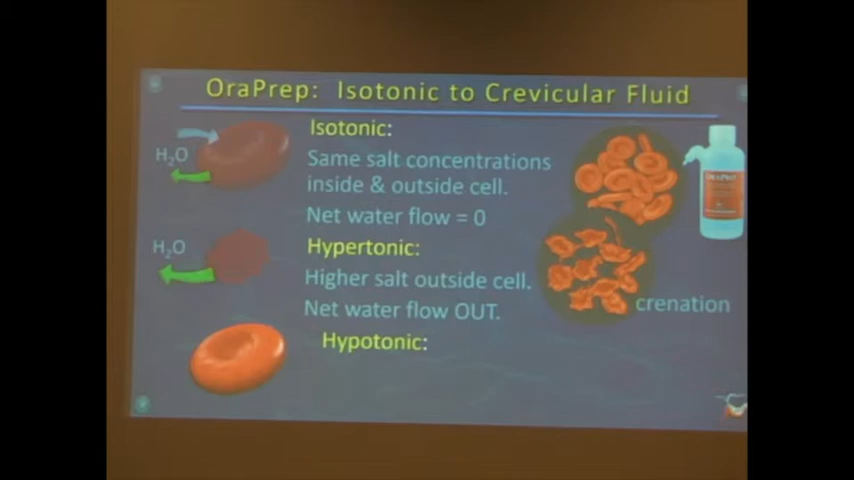 OraPrep: Isotonic to Crevicular Fluid
Isotonic:
H₂O
Same salt concentrations
inside & outside cell.
Net water flow = 0
H₂O
Hypertonic:
Higher salt outside cell.
Net water flow OUT.
crenation
Hypotonic:
ORAPREP